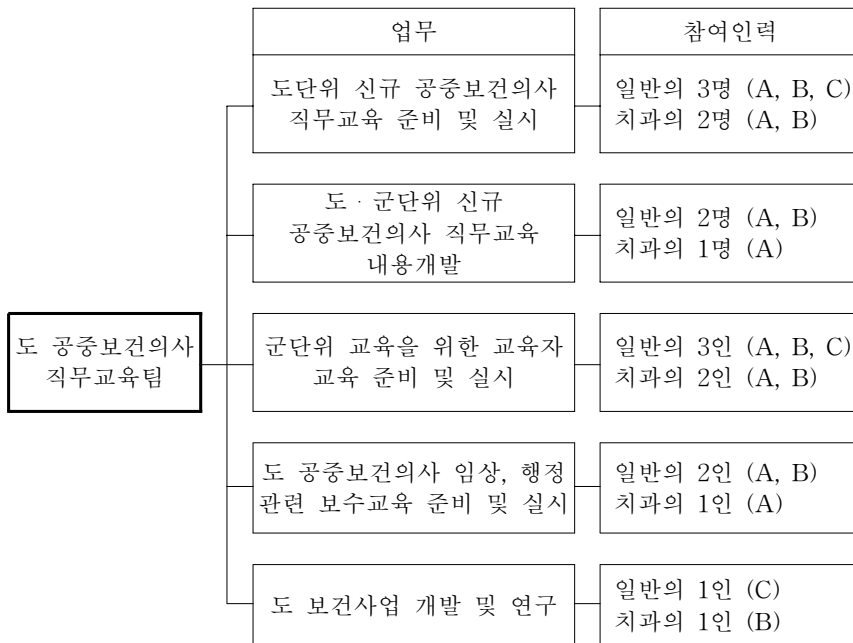 업무
참여인력
도단위 신규 공중보건의사
직무교육 준비 및 실시
일반의 3명 (A, B, C)
치과의 2명 (A, B)
도 · 군단위 신규
공중보건의사 직무교육
내용개발
일반의 2명 (A, B)
치과의 1명 (A)
도 공중보건의사
직무교육팀
군단위 교육을 위한 교육자
교육 준비 및 실시
일반의 3인 (A, B, C)
치과의 2인 (A, B)
도 공중보건의사 임상, 행정
관련 보수교육 준비 및 실시
일반의 2인 (A, B)
치과의 1인 (A)
도 보건사업 개발 및 연구
일반의 1인 (C)
치과의 1인 (B)